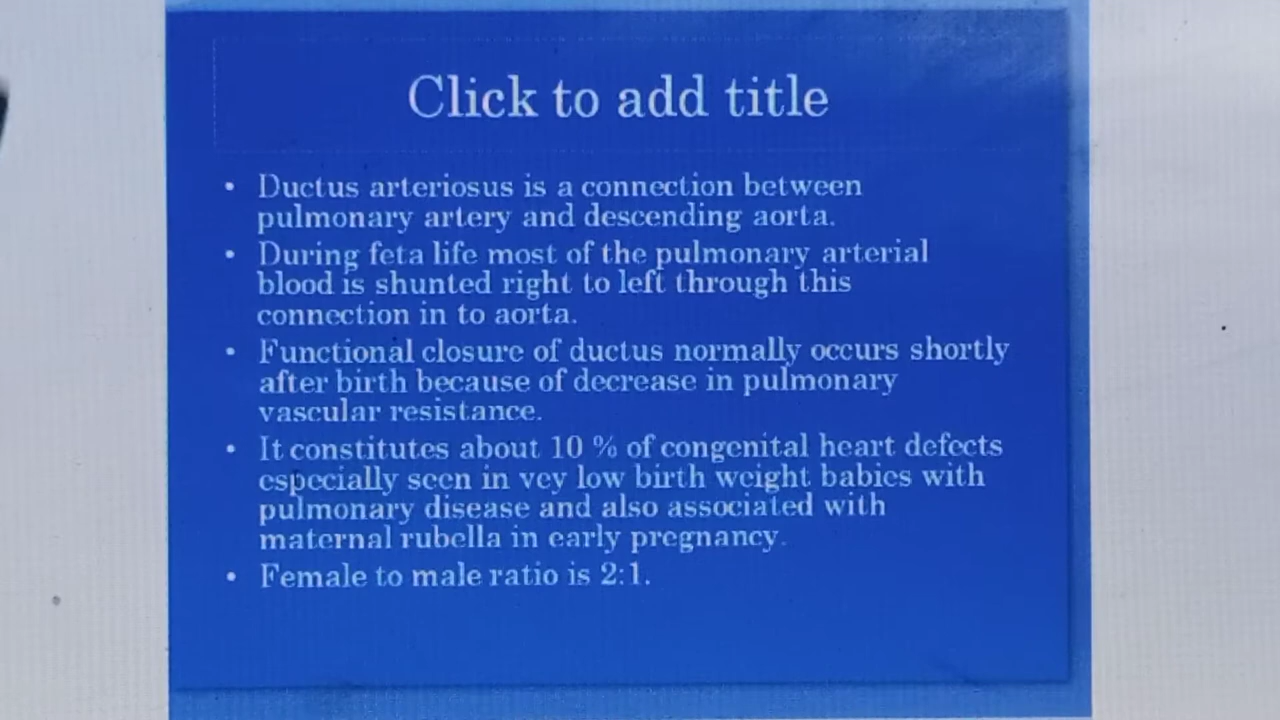 Click to add title
• Ductus arteriosus is a connection between
pulmonary artery and descending aorta.
• During feta life most of the pulmonary arterial
blood is shunted right to left through this
connection in to aorta.
• Functional closure of ductus normally occurs shortly
after birth because of decrease in pulmonary
vascular resistance.
• It constitutes about 10 % of congenital heart defects
especially seen in vey low birth weight babies with
pulmonary disease and also associated with
maternal rubella in early pregnancy.
• Female to male ratio is 2:1.